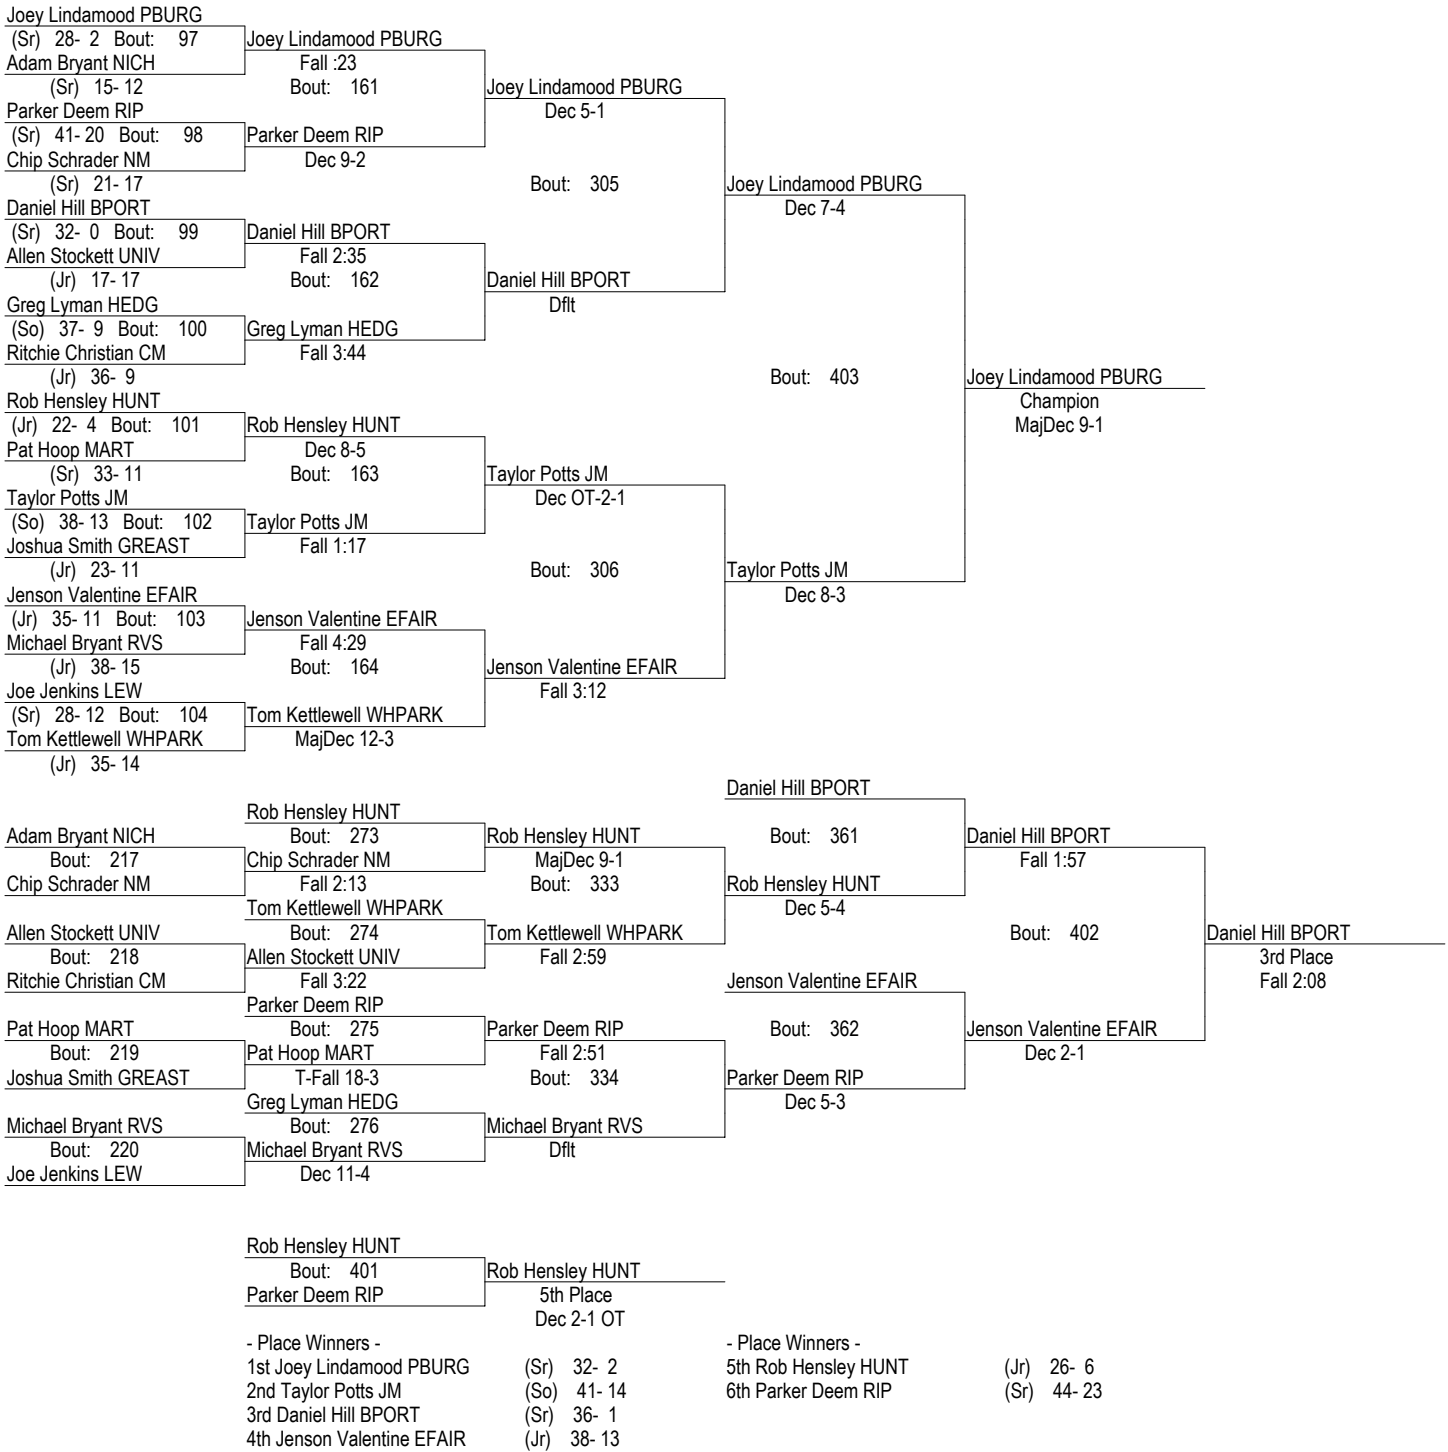 Joey Lindamood PBURG
(Sr) 28- 2 Bout: 97 Joey Lindamood PBURG
Adam Bryant NICH Fall :23
(Sr) 15- 12 Bout: 161 Joey Lindamood PBURG
Parker Deem RIP Dec 5-1
(Sr) 41- 20 Bout: 98 Parker Deem RIP
Chip Schrader NM Dec 9-2
(Sr) 21- 17 Bout: 305 Joey Lindamood PBURG
Daniel Hill BPORT Dec 7-4
(Sr) 32- 0 Bout: 99 Daniel Hill BPORT
Allen Stockett UNIV Fall 2:35
(Jr) 17- 17 Bout: 162 Daniel Hill BPORT
Greg Lyman HEDG Dflt
(So) 37- 9 Bout: 100 Greg Lyman HEDG
Ritchie Christian CM Fall 3:44
(Jr) 36- 9 Bout: 403 Joey Lindamood PBURG
Rob Hensley HUNT Champion
(Jr) 22- 4 Bout: 101 Rob Hensley HUNT MajDec 9-1
Pat Hoop MART Dec 8-5
(Sr) 33- 11 Bout: 163 Taylor Potts JM
Taylor Potts JM Dec OT-2-1
(So) 38- 13 Bout: 102 Taylor Potts JM
Joshua Smith GREAST Fall 1:17
(Jr) 23- 11 Bout: 306 Taylor Potts JM
Jenson Valentine EFAIR Dec 8-3
(Jr) 35- 11 Bout: 103 Jenson Valentine EFAIR
Michael Bryant RVS Fall 4:29
(Jr) 38- 15 Bout: 164 Jenson Valentine EFAIR
Joe Jenkins LEW Fall 3:12
(Sr) 28- 12 Bout: 104 Tom Kettlewell WHPARK
Tom Kettlewell WHPARK MajDec 12-3
(Jr) 35- 14
Daniel Hill BPORT
Rob Hensley HUNT
Adam Bryant NICH Bout: 273 Rob Hensley HUNT Bout: 361 Daniel Hill BPORT
Bout: 217 Chip Schrader NM MajDec 9-1 Fall 1:57
Chip Schrader NM Fall 2:13 Bout: 333 Rob Hensley HUNT
Tom Kettlewell WHPARK Dec 5-4
Allen Stockett UNIV Bout: 274 Tom Kettlewell WHPARK Bout: 402 Daniel Hill BPORT
Bout: 218 Allen Stockett UNIV Fall 2:59 3rd Place
Ritchie Christian CM Fall 3:22 Jenson Valentine EFAIR Fall 2:08
Parker Deem RIP
Pat Hoop MART Bout: 275 Parker Deem RIP Bout: 362 Jenson Valentine EFAIR
Bout: 219 Pat Hoop MART Fall 2:51 Dec 2-1
Joshua Smith GREAST T-Fall 18-3 Bout: 334 Parker Deem RIP
Greg Lyman HEDG Dec 5-3
Michael Bryant RVS Bout: 276 Michael Bryant RVS
Bout: 220 Michael Bryant RVS Dflt
Joe Jenkins LEW Dec 11-4
Rob Hensley HUNT
Bout: 401 Rob Hensley HUNT
Parker Deem RIP 5th Place
Dec 2-1 OT
- Place Winners - - Place Winners -
1st Joey Lindamood PBURG (Sr) 32- 2 5th Rob Hensley HUNT (Jr) 26- 6
2nd Taylor Potts JM (So) 41- 14 6th Parker Deem RIP (Sr) 44- 23
3rd Daniel Hill BPORT (Sr) 36- 1
4th Jenson Valentine EFAIR (Jr) 38- 13